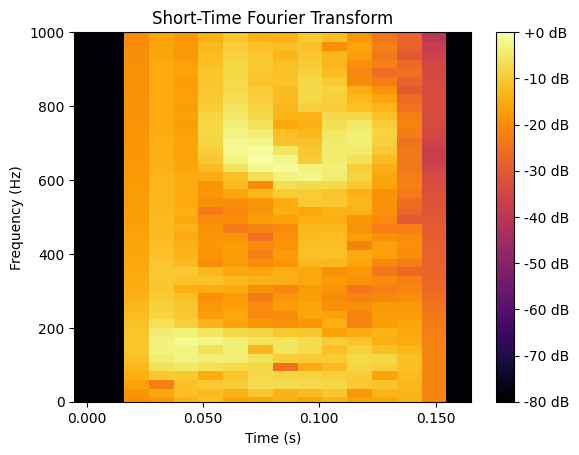 Short-Time Fourier Transform
1000
800
600
400
200
0
Frequency (Hz)
0.000
0.050
0.100
0.150
Time (s)
+0 dB
-10 dB
-20 dB
-30 dB
-40 dB
-50 dB
-60 dB
-70 dB
-80 dB